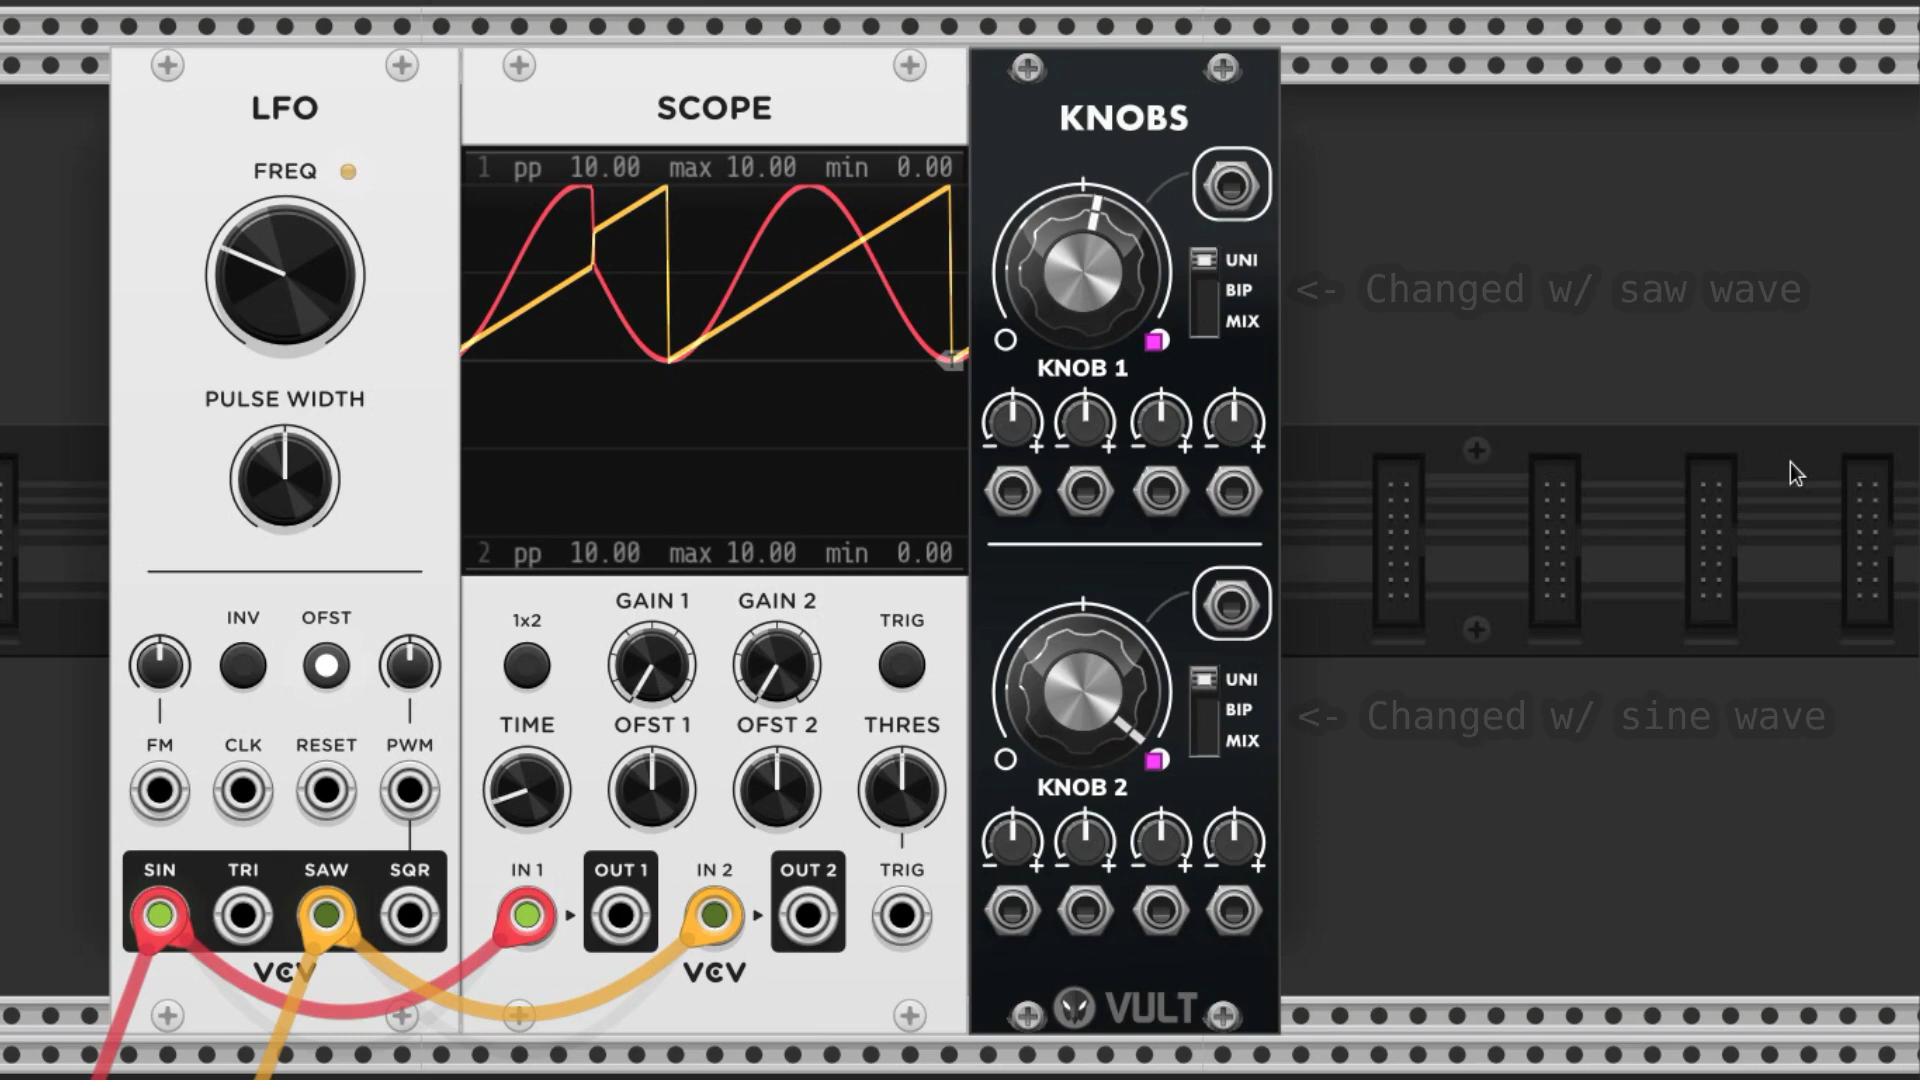 LFO
SCOPE
KNOBS
FREQ
1 pp 10.00 max 10.00 min 0.00
UNI
BIP
MIX
<- Changed w/ saw wave
KNOB 1
- + - + - + - +
PULSE WIDTH
2 pp 10.00 max 10.00 min 0.00
INV
OFST
1x2
GAIN 1
GAIN 2
TRIG
UNI
BIP
MIX
<- Changed w/ sine wave
TIME
OFST 1
OFST 2
THRES
FM
CLK
RESET
PWM
KNOB 2
- + - + - + - +
SIN
TRI
SAW
SQR
IN 1
OUT 1
IN 2
OUT 2
TRIG
VCV
VCV
VULT